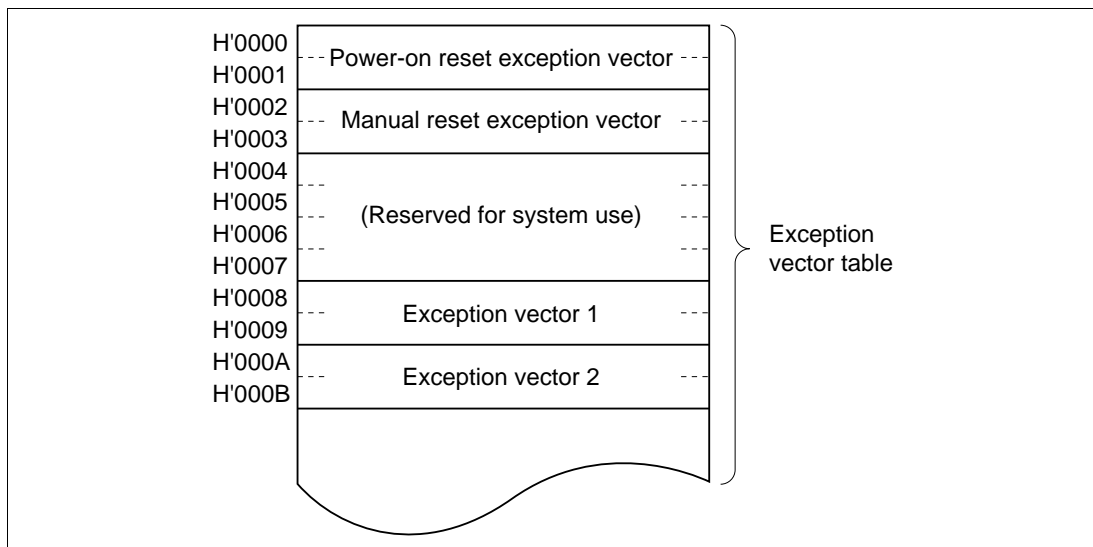 H'0000
Power-on reset exception vector
H'0001
H'0002
Manual reset exception vector
H'0003
H'0004
H'0005
(Reserved for system use)
H'0006
H'0007
Exception
vector table
H'0008
Exception vector 1
H'0009
H'000A
Exception vector 2
H'000B